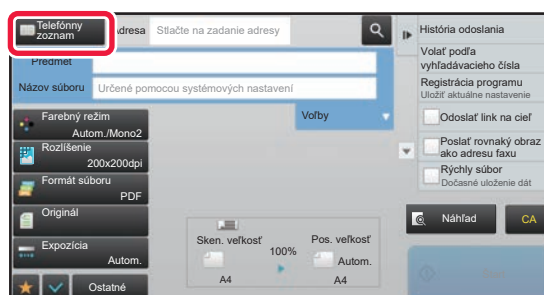 Telefónny
zoznam
Adresa
Stlačte na zadanie adresy
Predmet
Názov súboru
Určené pomocou systémových nastavení
Farebný režim
Autom./Mono2
Rozlíšenie
200x200dpi
Formát súboru
PDF
Originál
Expozícia
Autom.
Ostatné
Voľby
Sken. veľkosť
A4
100%
Pos. veľkosť
Autom.
A4
História odoslania
Volať podľa
vyhľadávacieho čísla
Registrácia programu
Uložiť aktuálne nastavenie
Odoslať link na cieľ
Poslať rovnaký obraz
ako adresu faxu
Rýchly súbor
Dočasné uloženie dát
Náhľad
CA